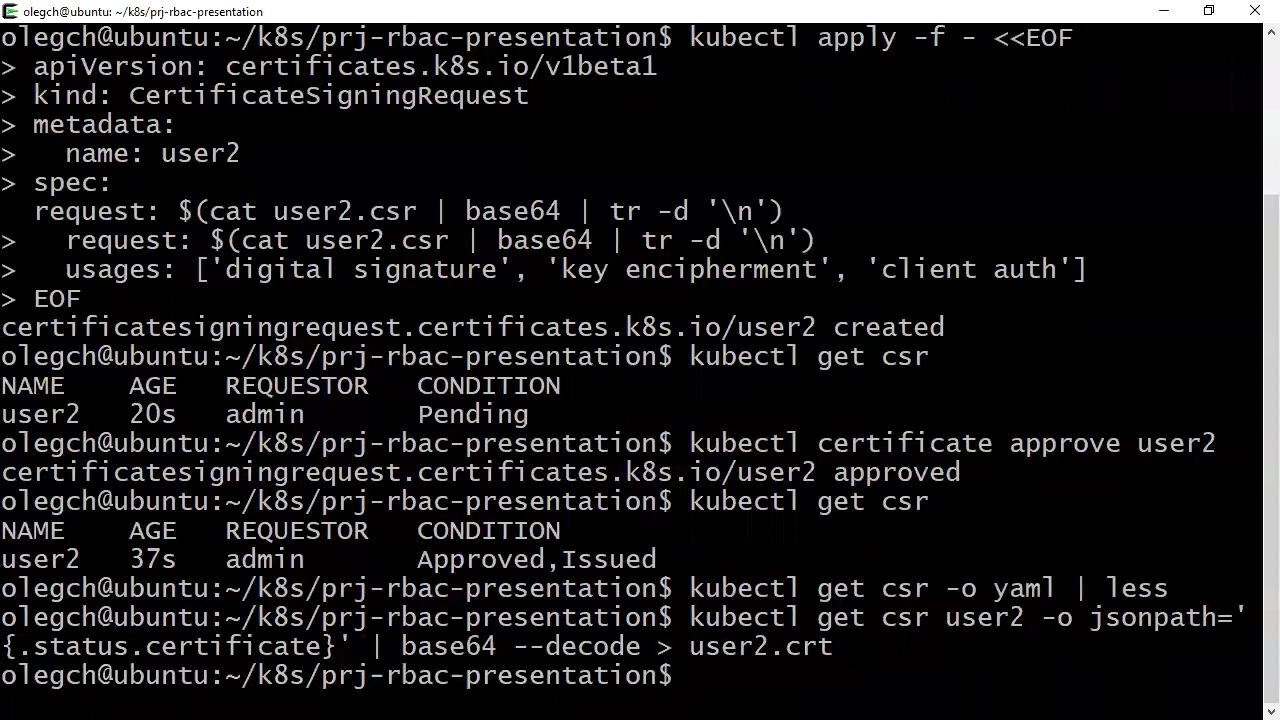 olegch@ubuntu: ~/k8s/prj-rbac-presentation
olegch@ubuntu:~/k8s/prj-rbac-presentation$ kubectl apply -f - <<EOF
> apiVersion: certificates.k8s.io/v1beta1
> kind: CertificateSigningRequest
> metadata:
>   name: user2
> spec:
  request: $(cat user2.csr | base64 | tr -d '\n')
>   request: $(cat user2.csr | base64 | tr -d '\n')
>   usages: ['digital signature', 'key encipherment', 'client auth']
> EOF
certificatesigningrequest.certificates.k8s.io/user2 created
olegch@ubuntu:~/k8s/prj-rbac-presentation$ kubectl get csr
NAME    AGE   REQUESTOR   CONDITION
user2   20s   admin       Pending
olegch@ubuntu:~/k8s/prj-rbac-presentation$ kubectl certificate approve user2
certificatesigningrequest.certificates.k8s.io/user2 approved
olegch@ubuntu:~/k8s/prj-rbac-presentation$ kubectl get csr
NAME    AGE   REQUESTOR   CONDITION
user2   37s   admin       Approved,Issued
olegch@ubuntu:~/k8s/prj-rbac-presentation$ kubectl get csr -o yaml | less
olegch@ubuntu:~/k8s/prj-rbac-presentation$ kubectl get csr user2 -o jsonpath='
{.status.certificate}' | base64 --decode > user2.crt
olegch@ubuntu:~/k8s/prj-rbac-presentation$